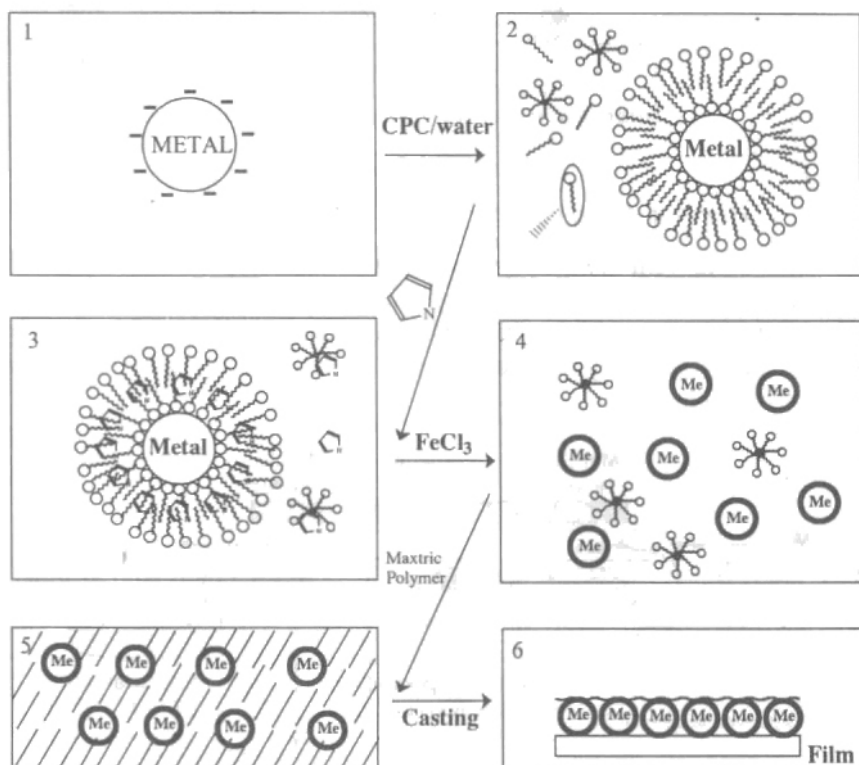 1
METAL
CPC/water
2
Metal
N
3
Metal
FeCl₃
4
Me Me
Me Me
Me Me
Me
Maxtric
Polymer
5
Me Me Me Me
Me Me Me Me
Casting
6
Me Me Me Me Me Me
Film